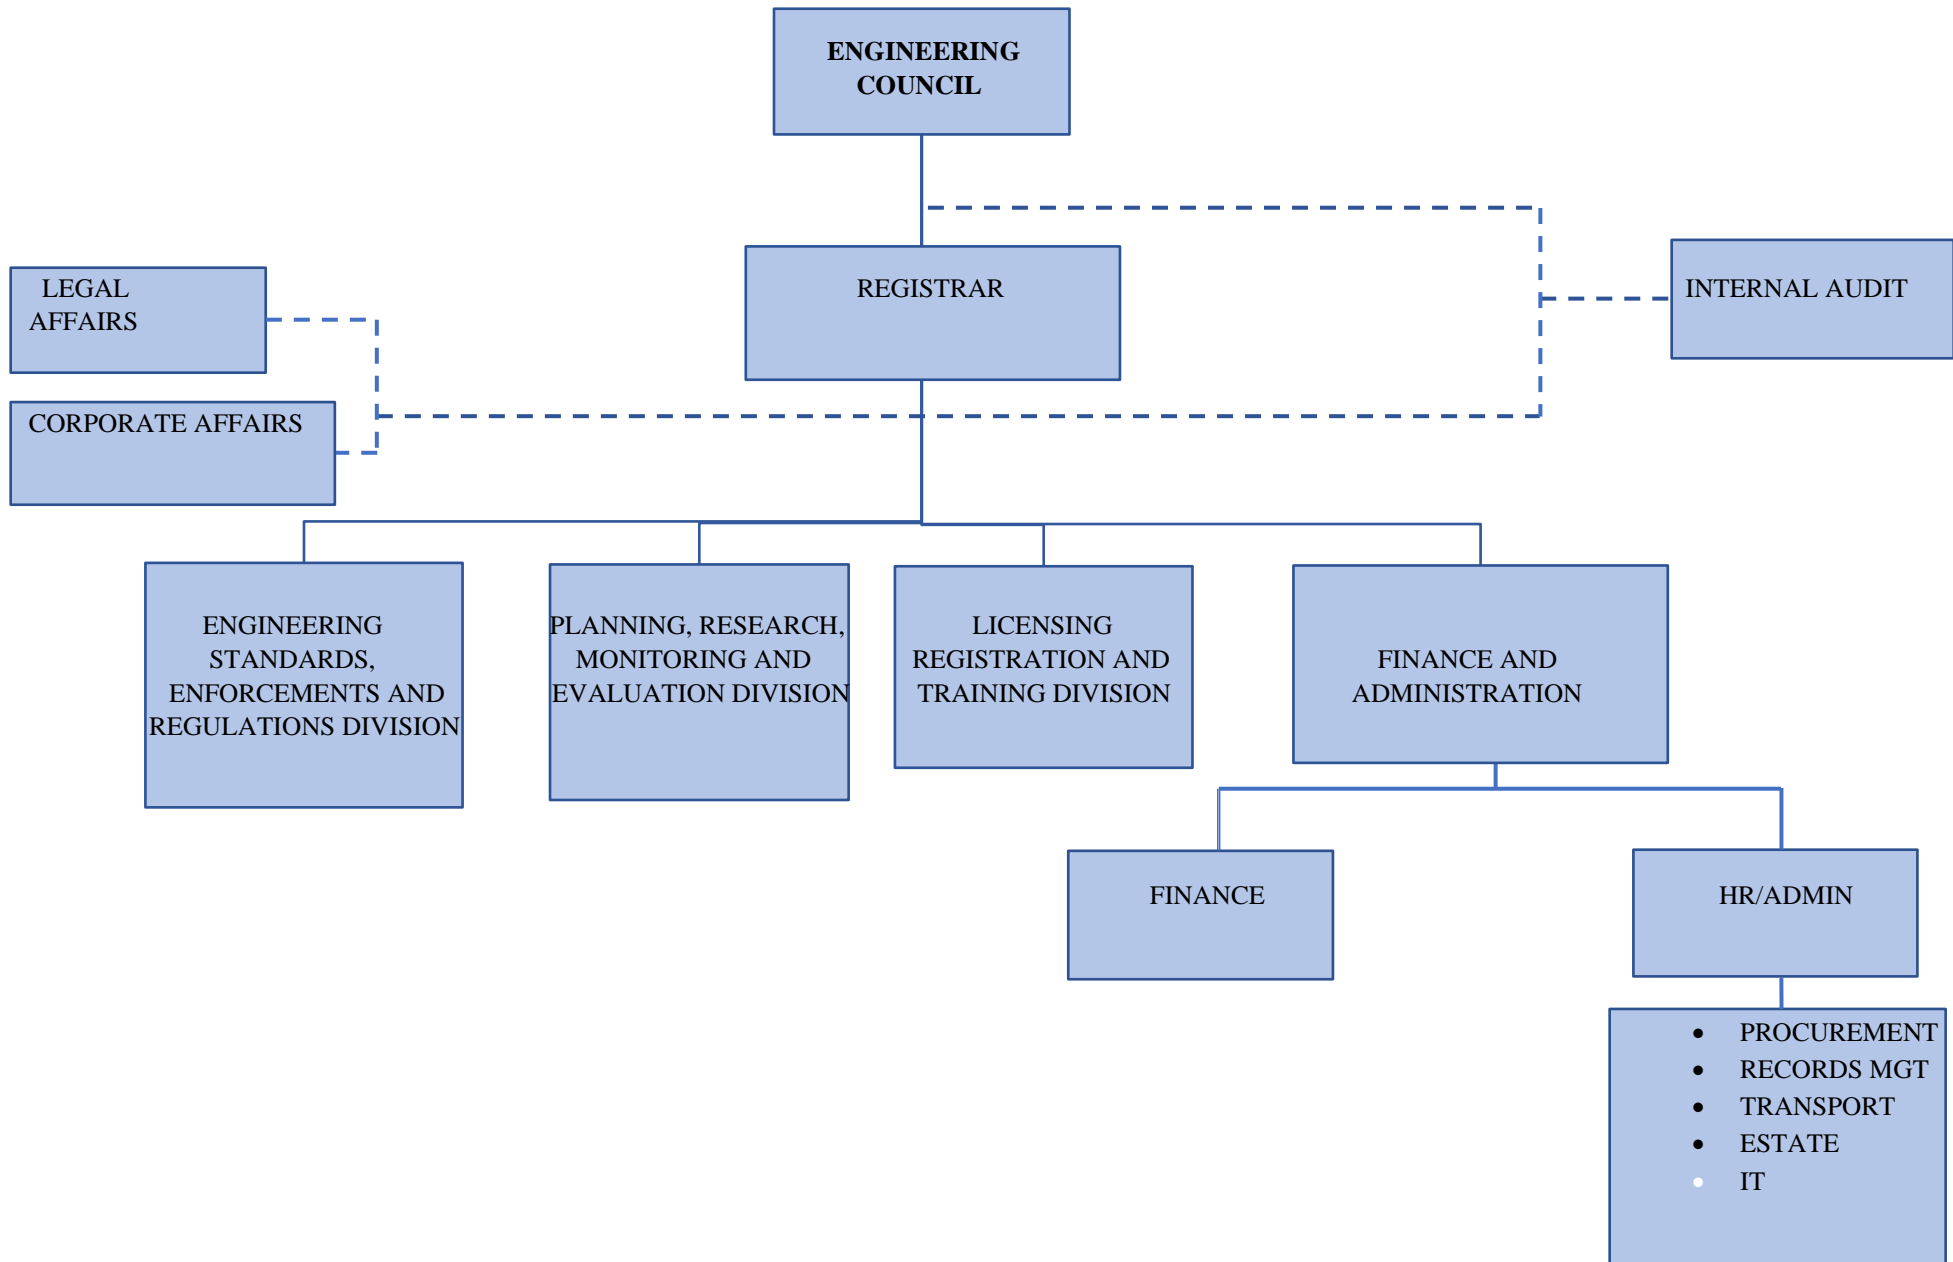 ENGINEERING
COUNCIL
REGISTRAR
LEGAL
AFFAIRS
INTERNAL AUDIT
CORPORATE AFFAIRS
ENGINEERING
STANDARDS,
ENFORCEMENTS AND
REGULATIONS DIVISION
PLANNING, RESEARCH,
MONITORING AND
EVALUATION DIVISION
LICENSING
REGISTRATION AND
TRAINING DIVISION
FINANCE AND
ADMINISTRATION
FINANCE
HR/ADMIN
• PROCUREMENT
• RECORDS MGT
• TRANSPORT
• ESTATE
• IT